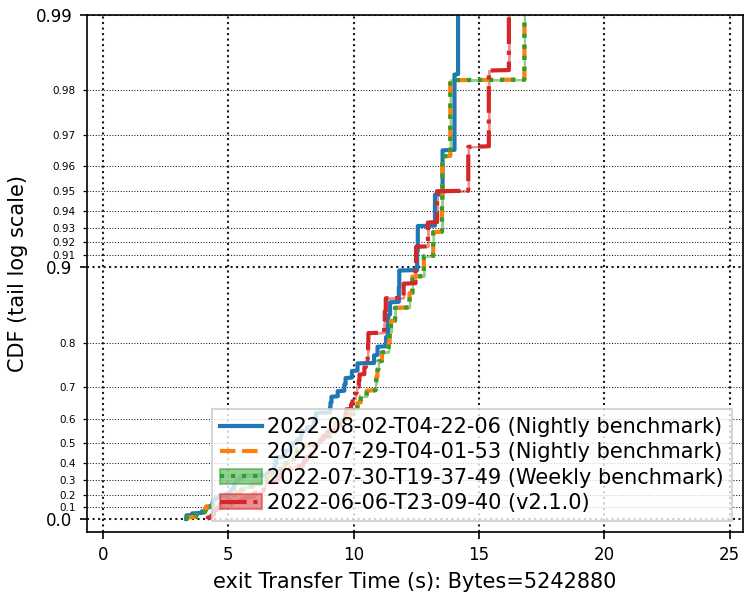 0.99
0.98
0.97
0.96
0.95
0.94
0.93
0.92
0.91
0.9
0.8
0.7
0.6
0.5
0.4
0.3
0.2
0.1
0.0
CDF (tail log scale)
2022-08-02-T04-22-06 (Nightly benchmark)
2022-07-29-T04-01-53 (Nightly benchmark)
2022-07-30-T19-37-49 (Weekly benchmark)
2022-06-06-T23-09-40 (v2.1.0)
0 5 10 15 20 25
exit Transfer Time (s): Bytes=5242880